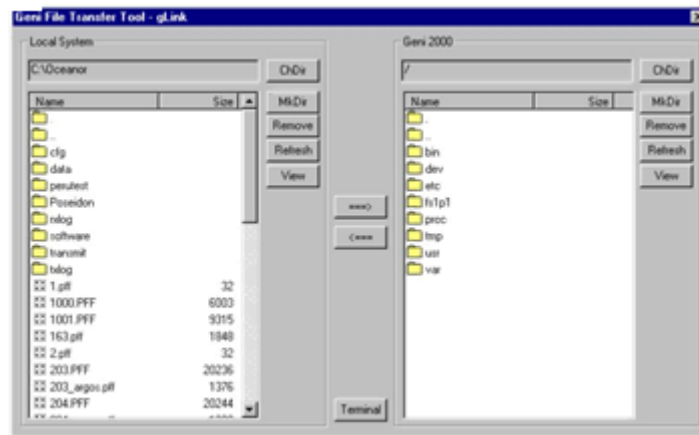 Geni File Transfer Tool - gLink
Local System
C:\Oceanor
ChDir
Name Size
MkDir
Remove
Refresh
View
.
..
cfg
data
perutest
Poseidon
rxlog
software
transmit
txlog
1.pff 32
1000.PFF 6003
1001.PFF 9315
163.pff 1848
2.pff 32
203.PFF 20236
203_argos.pff 1376
204.PFF 20244
===>
<===
Terminal
Geni 2000
/
ChDir
Name Size
MkDir
Remove
Refresh
View
.
..
bin
dev
etc
fs1p1
proc
tmp
usr
var